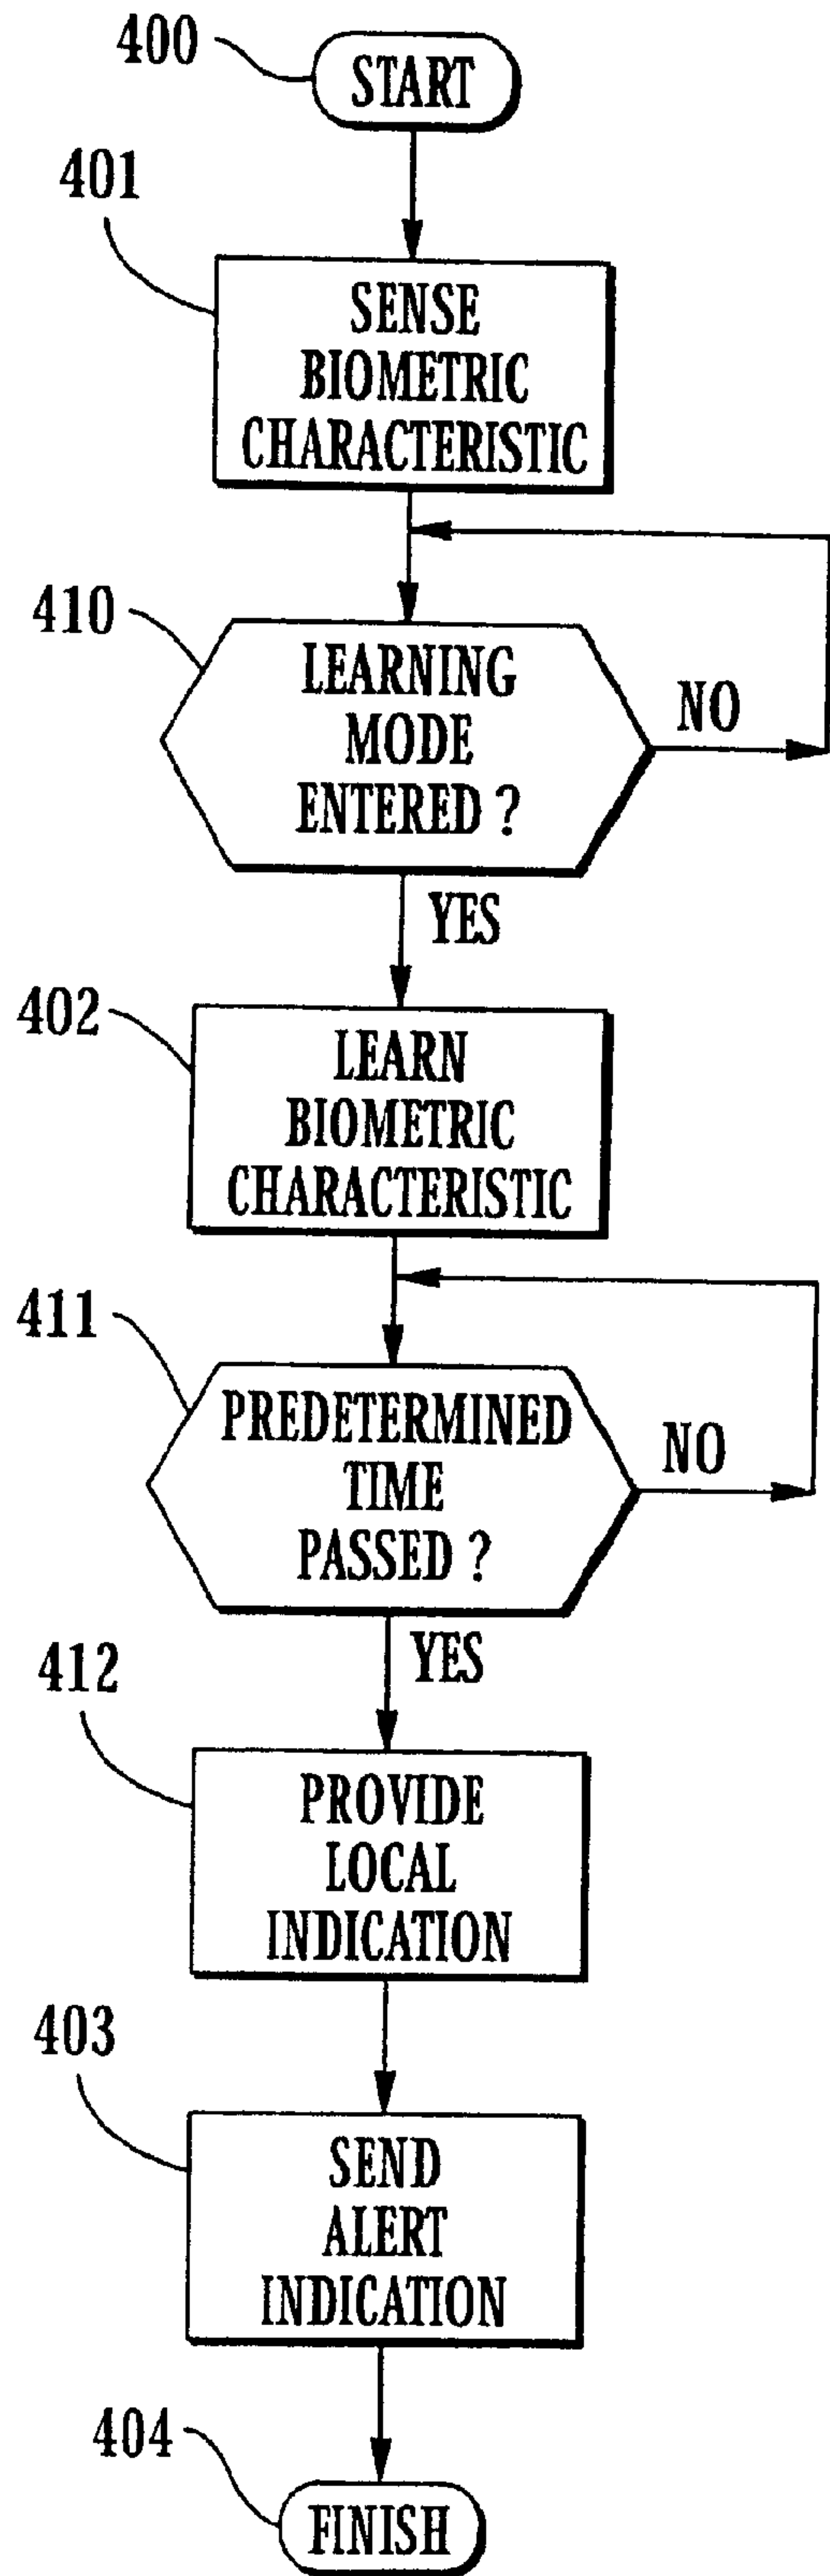 400
START
401
SENSE
BIOMETRIC
CHARACTERISTIC
410
LEARNING
MODE
ENTERED ?
NO
YES
402
LEARN
BIOMETRIC
CHARACTERISTIC
411
PREDETERMINED
TIME
PASSED ?
NO
YES
412
PROVIDE
LOCAL
INDICATION
403
SEND
ALERT
INDICATION
404
FINISH